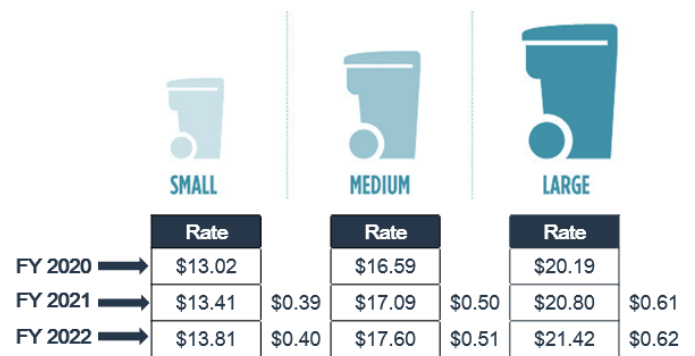 SMALL MEDIUM LARGE
Rate Rate Rate
FY 2020 $13.02 $16.59 $20.19
FY 2021 $13.41 $0.39 $17.09 $0.50 $20.80 $0.61
FY 2022 $13.81 $0.40 $17.60 $0.51 $21.42 $0.62